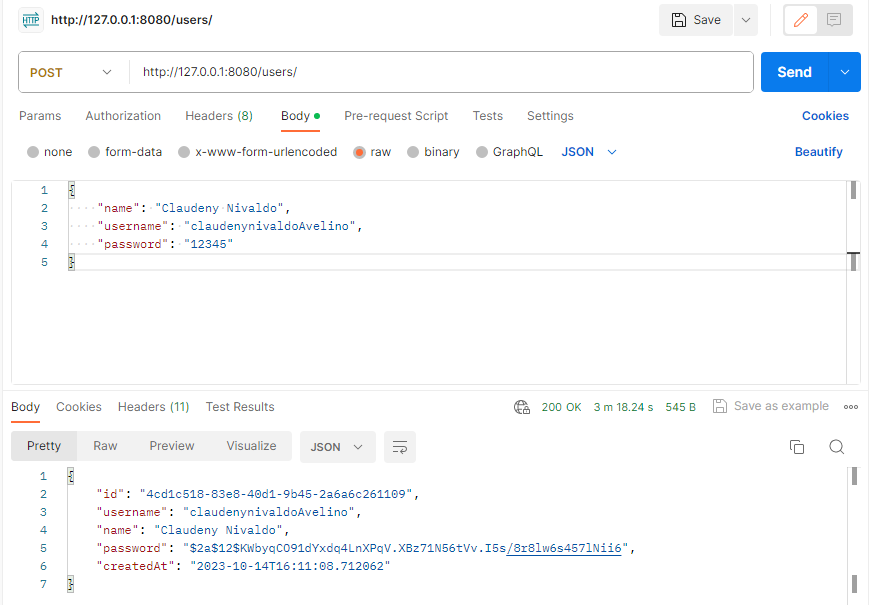 HTTP http://127.0.0.1:8080/users/ Save
POST http://127.0.0.1:8080/users/ Send
Params Authorization Headers (8) Body Pre-request Script Tests Settings Cookies
none form-data x-www-form-urlencoded raw binary GraphQL JSON Beautify
1 {
2 "name": "Claudeny Nivaldo",
3 "username": "claudenynivaldoAvelino",
4 "password": "12345"
5 }
Body Cookies Headers (11) Test Results 200 OK 3 m 18.24 s 545 B Save as example
Pretty Raw Preview Visualize JSON
1 {
2 "id": "4cd1c518-83e8-40d1-9b45-2a6a6c261109",
3 "username": "claudenynivaldoAvelino",
4 "name": "Claudeny Nivaldo",
5 "password": "$2a$12$KWbyqCO91dYxdq4LnXPqV.XBz71N56tVv.I5s/8r8lw6s457lNii6",
6 "createdAt": "2023-10-14T16:11:08.712062"
7 }